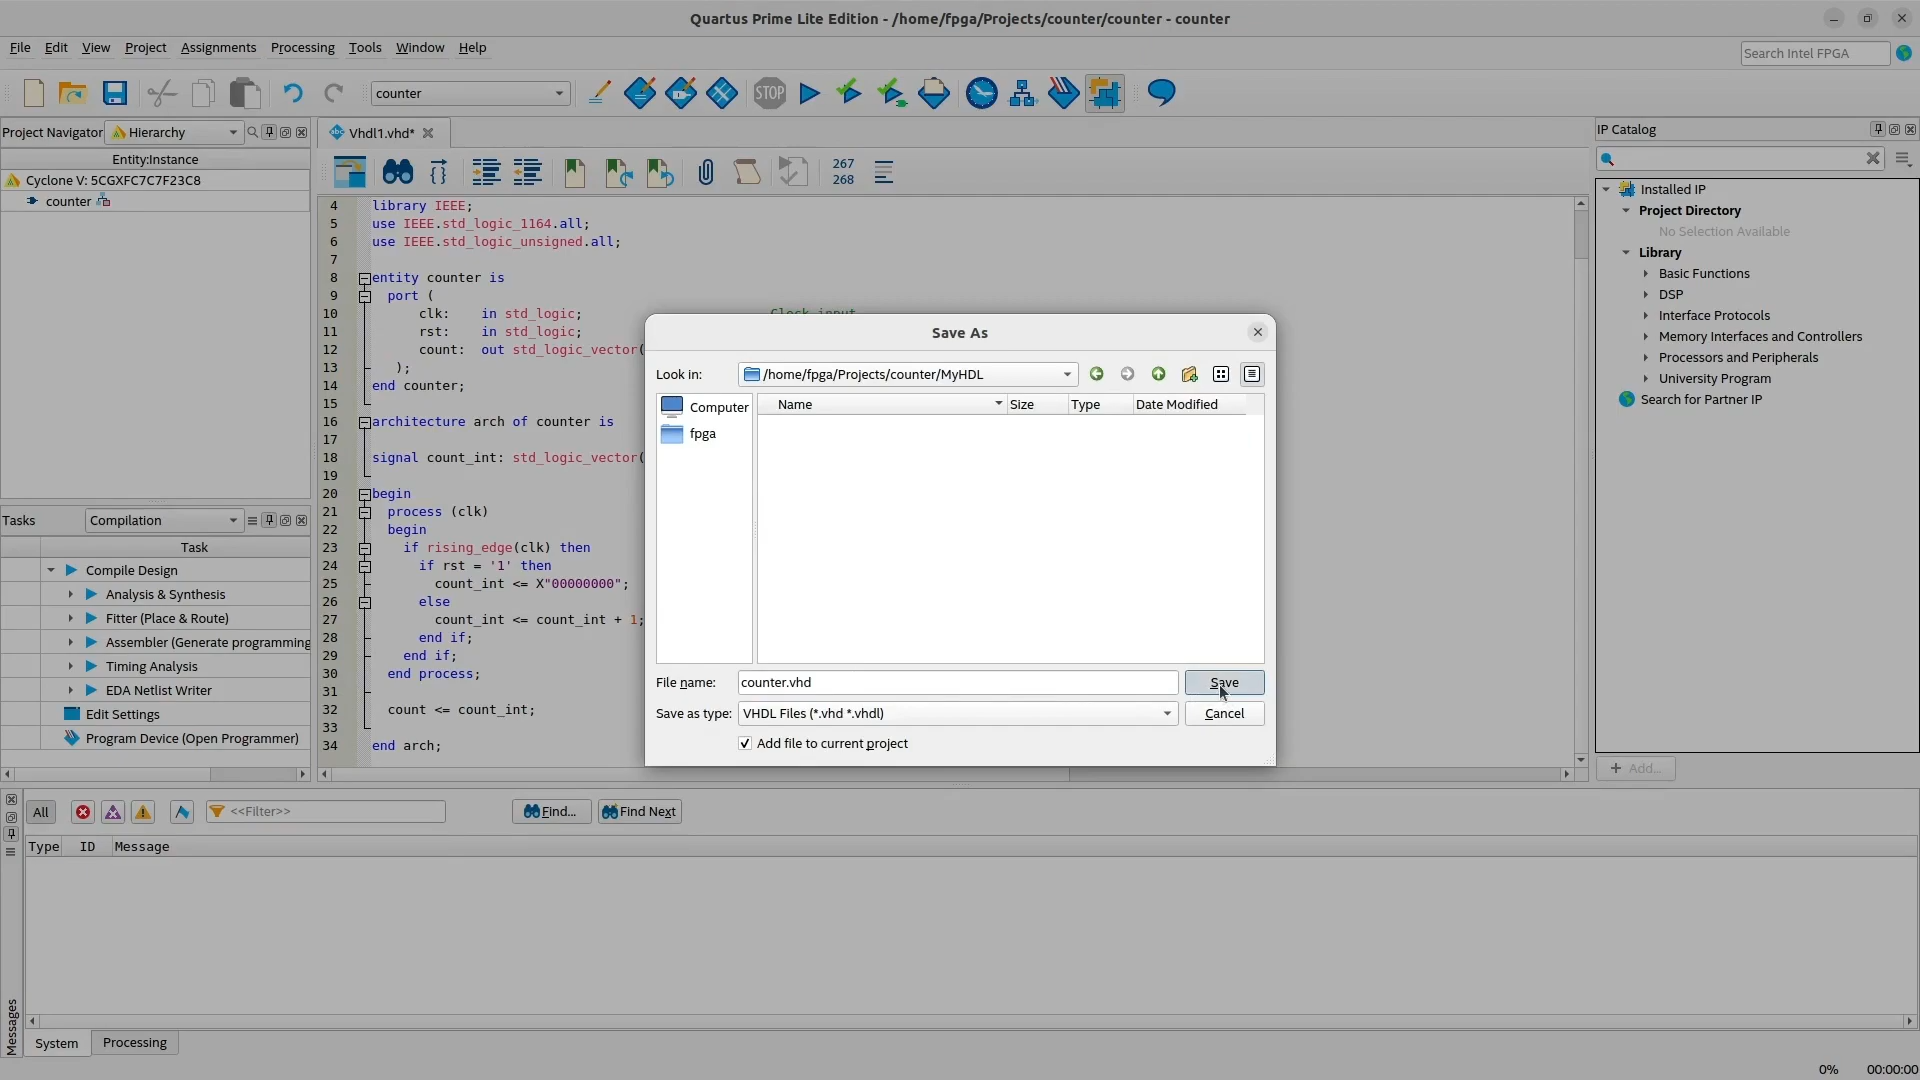 Quartus Prime Lite Edition - /home/fpga/Projects/counter/counter - counter
File Edit View Project Assignments Processing Tools Window Help
Search Intel FPGA
counter
STOP
Project Navigator Hierarchy
Entity:Instance
Cyclone V: 5CGXFC7C7F23C8
counter
Tasks Compilation
Task
Compile Design
Analysis & Synthesis
Fitter (Place & Route)
Assembler (Generate programming
Timing Analysis
EDA Netlist Writer
Edit Settings
Program Device (Open Programmer)
Vhdl1.vhd*
267
268
4 library IEEE;
5 use IEEE.std_logic_1164.all;
6 use IEEE.std_logic_unsigned.all;
7
8 entity counter is
9 port (
10 clk: in std_logic;
11 rst: in std_logic;
12 count: out std_logic_vector(
13 );
14 end counter;
15
16 architecture arch of counter is
17
18 signal count_int: std_logic_vector(
19
20 begin
21 process (clk)
22 begin
23 if rising_edge(clk) then
24 if rst = '1' then
25 count_int <= X"00000000";
26 else
27 count_int <= count_int + 1;
28 end if;
29 end if;
30 end process;
31
32 count <= count_int;
33
34 end arch;
Save As
Look in: /home/fpga/Projects/counter/MyHDL
Computer
fpga
Name Size Type Date Modified
File name: counter.vhd Save
Save as type: VHDL Files (*.vhd *.vhdl) Cancel
Add file to current project
IP Catalog
Installed IP
Project Directory
No Selection Available
Library
Basic Functions
DSP
Interface Protocols
Memory Interfaces and Controllers
Processors and Peripherals
University Program
Search for Partner IP
+ Add...
All <<Filter>> Find... Find Next
Type ID Message
Messages
System Processing
0% 00:00:00